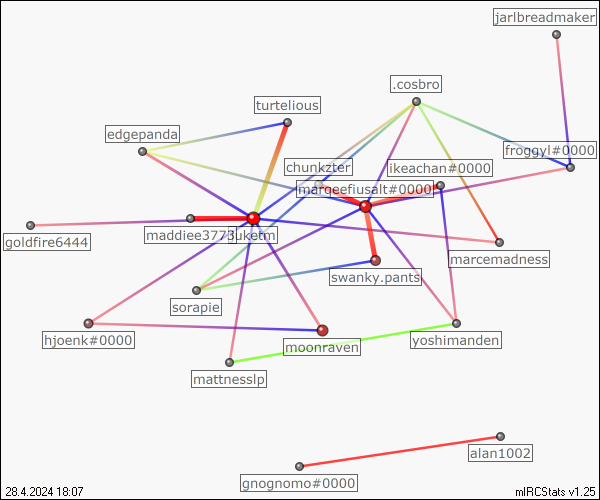 jarlbreadmaker
.cosbro
turtelious
edgepanda
froggyl#0000
chunkzter
ikeachan#0000
marqeefiusalt#0000
goldfire6444
maddiee3773
uketm
marcemadness
swanky.pants
sorapie
hjoenk#0000
moonraven
yoshimanden
mattnesslp
alan1002
gnognomo#0000
28.4.2024 18:07
mIRCStats v1.25